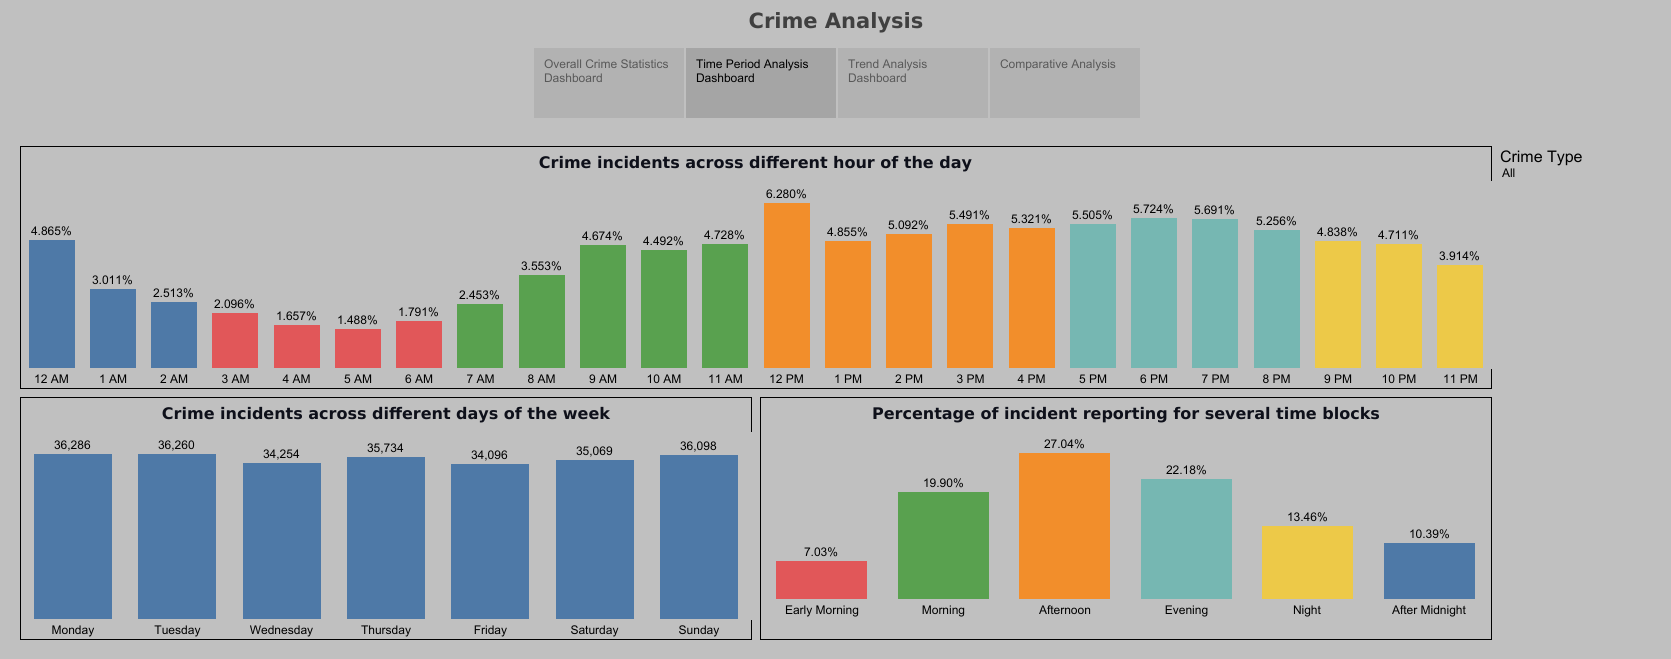 Crime Analysis
Overall Crime Statistics
Dashboard
Time Period Analysis
Dashboard
Trend Analysis
Dashboard
Comparative Analysis
Crime incidents across different hour of the day
Crime Type
All
4.865% 3.011% 2.513% 2.096% 1.657% 1.488% 1.791% 2.453% 3.553% 4.674% 4.492% 4.728% 6.280% 4.855% 5.092% 5.491% 5.321% 5.505% 5.724% 5.691% 5.256% 4.838% 4.711% 3.914%
12 AM 1 AM 2 AM 3 AM 4 AM 5 AM 6 AM 7 AM 8 AM 9 AM 10 AM 11 AM 12 PM 1 PM 2 PM 3 PM 4 PM 5 PM 6 PM 7 PM 8 PM 9 PM 10 PM 11 PM
Crime incidents across different days of the week
36,286 36,260 34,254 35,734 34,096 35,069 36,098
Monday Tuesday Wednesday Thursday Friday Saturday Sunday
Percentage of incident reporting for several time blocks
7.03% 19.90% 27.04% 22.18% 13.46% 10.39%
Early Morning Morning Afternoon Evening Night After Midnight